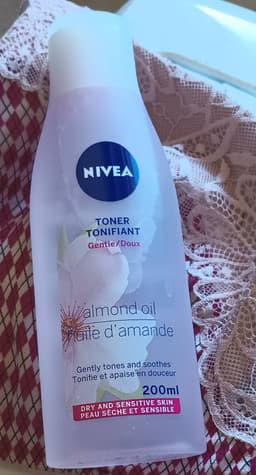 NIVEA
TONER
TONIFIANT
Gentle/Doux
almond oil
huile d'amande
Gently tones and soothes
Tonifie et apaise en douceur
200ml
DRY AND SENSITIVE SKIN
PEAU SÈCHE ET SENSIBLE